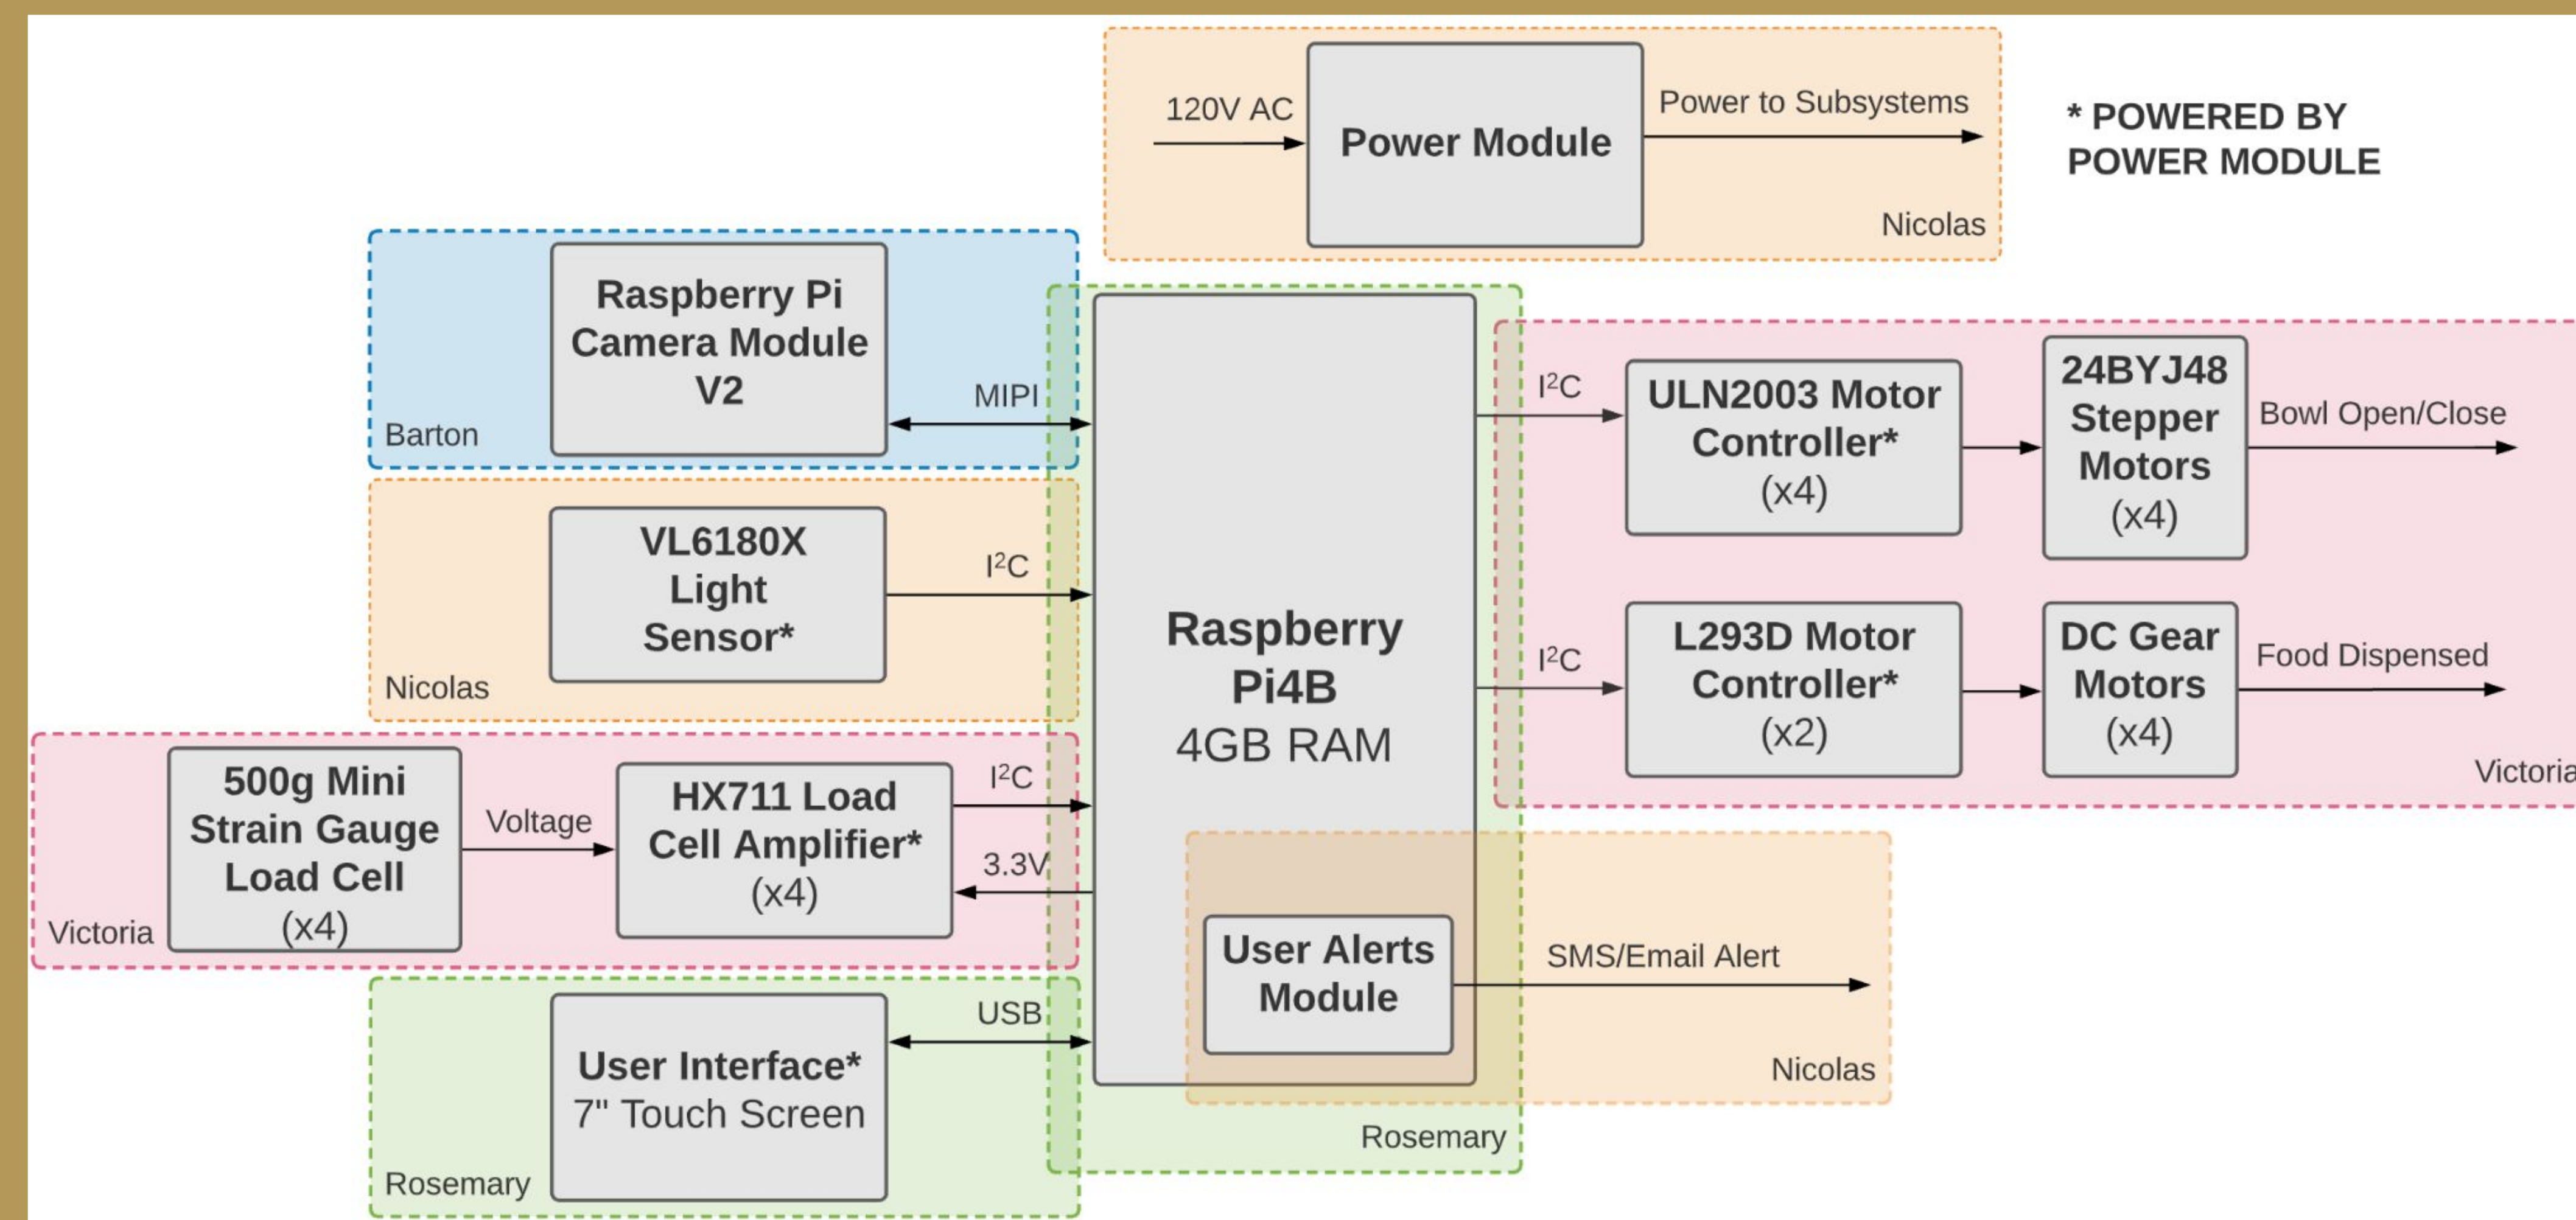 120V AC
Power Module
Power to Subsystems
Nicolas
* POWERED BY
POWER MODULE
Raspberry Pi
Camera Module
V2
MIPI
Barton
VL6180X
Light
Sensor*
I²C
Nicolas
500g Mini
Strain Gauge
Load Cell
(x4)
Voltage
Victoria
HX711 Load
Cell Amplifier*
(x4)
I²C
3.3V
User Interface*
7" Touch Screen
USB
Rosemary
Raspberry
Pi4B
4GB RAM
User Alerts
Module
SMS/Email Alert
Nicolas
Rosemary
I²C
ULN2003 Motor
Controller*
(x4)
24BYJ48
Stepper
Motors
(x4)
Bowl Open/Close
I²C
L293D Motor
Controller*
(x2)
DC Gear
Motors
(x4)
Food Dispensed
Victoria